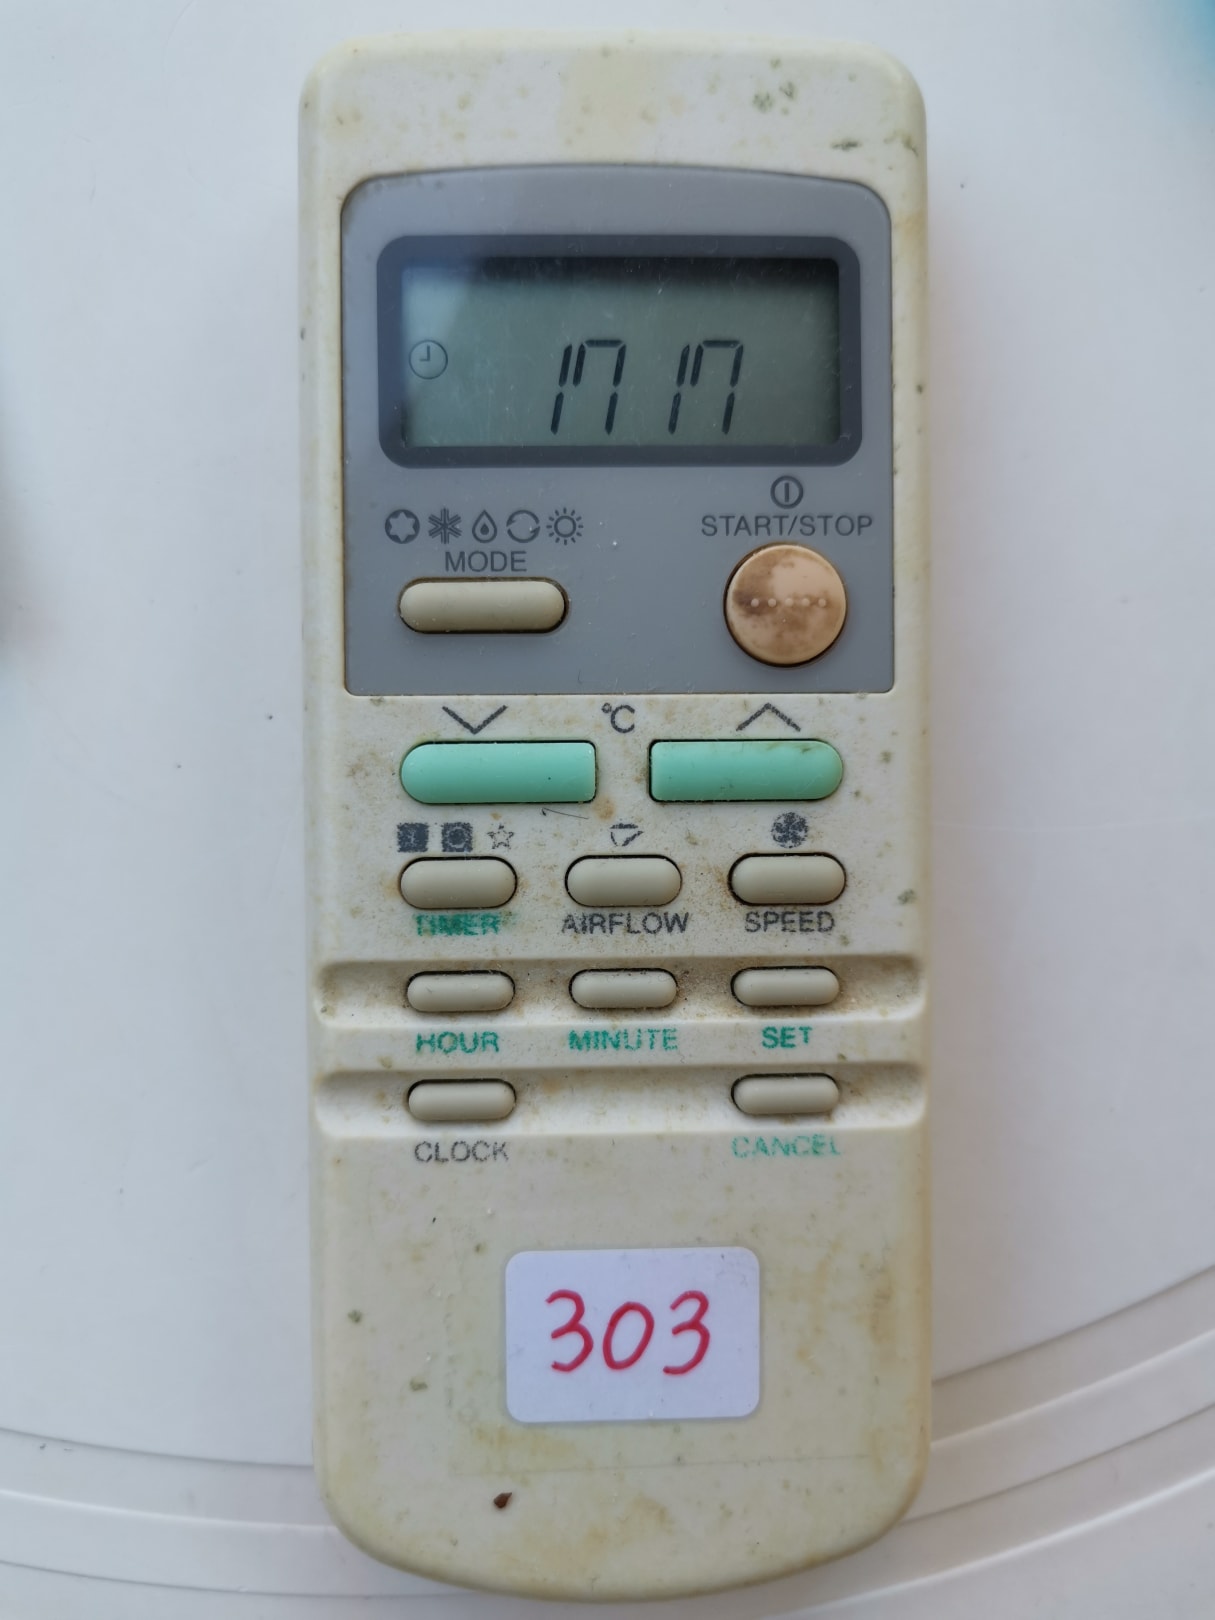 17 17
START/STOP
MODE
°C
TIMER AIRFLOW SPEED
HOUR MINUTE SET
CLOCK CANCEL
303